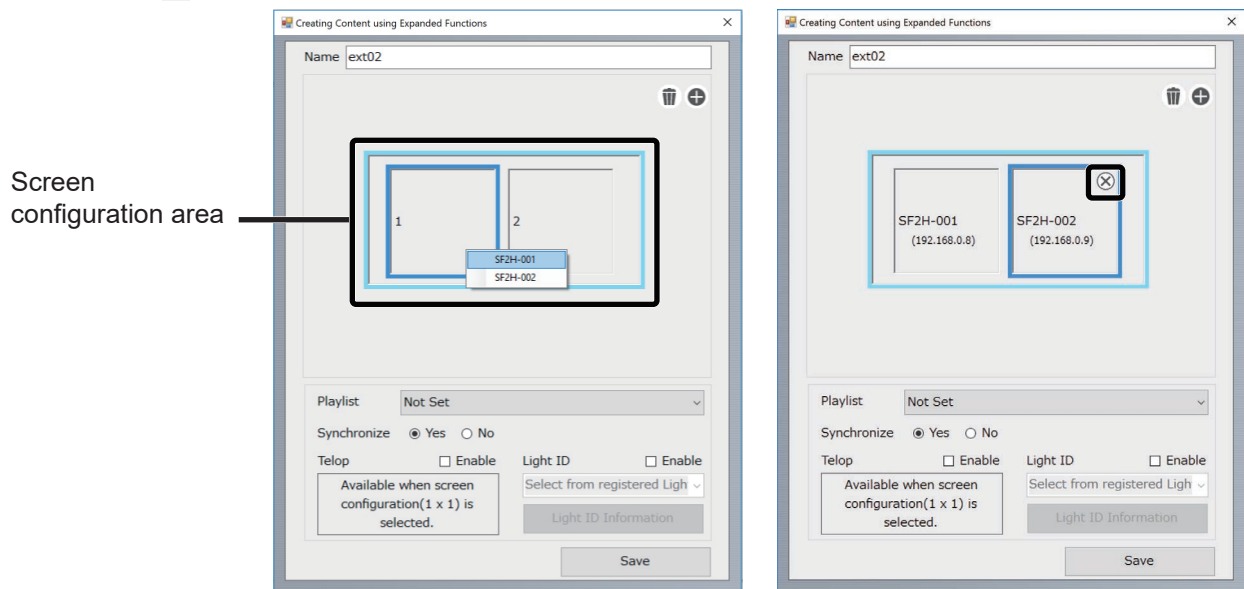 Screen
configuration area
Creating Content using Expanded Functions
Name ext02
1 2
SF2H-001
SF2H-002
Playlist Not Set
Synchronize Yes No
Telop Enable Light ID Enable
Available when screen
configuration(1 x 1) is
selected.
Select from registered Ligh
Light ID Information
Save
Creating Content using Expanded Functions
Name ext02
SF2H-001 SF2H-002
(192.168.0.8) (192.168.0.9)
Playlist Not Set
Synchronize Yes No
Telop Enable Light ID Enable
Available when screen
configuration(1 x 1) is
selected.
Select from registered Ligh
Light ID Information
Save